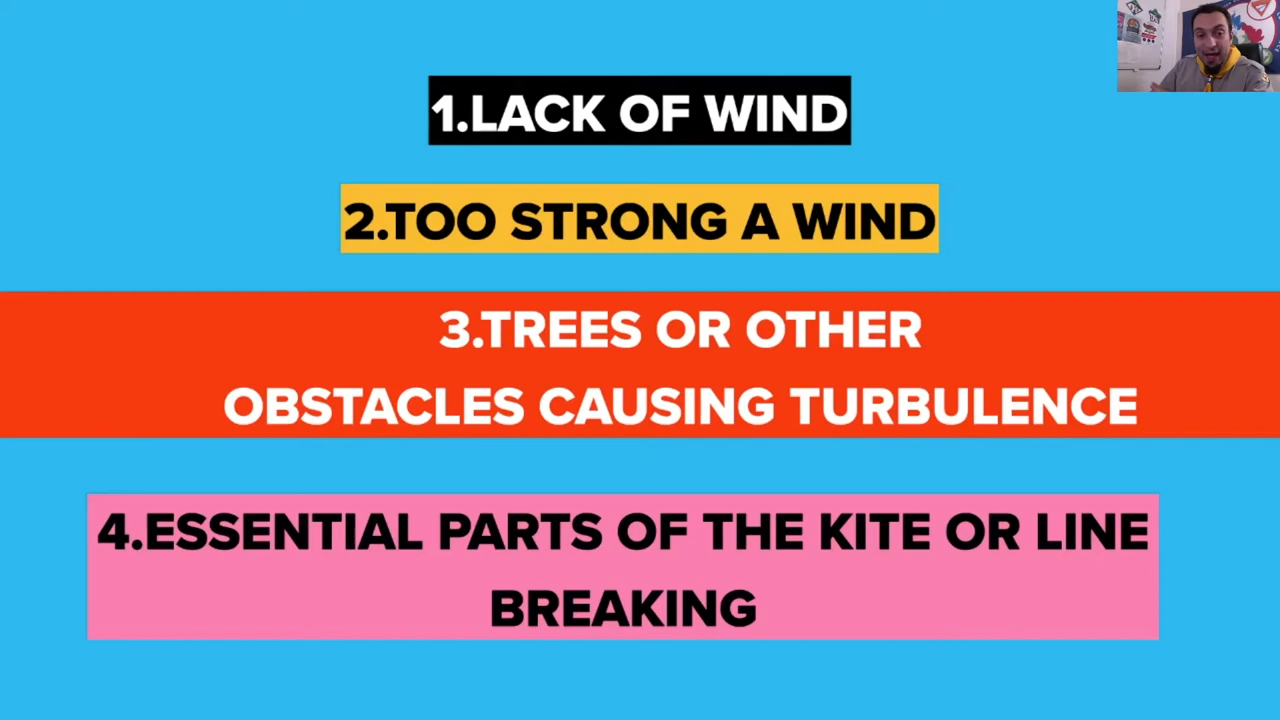 1.LACK OF WIND
2.TOO STRONG A WIND
3.TREES OR OTHER
OBSTACLES CAUSING TURBULENCE
4.ESSENTIAL PARTS OF THE KITE OR LINE
BREAKING